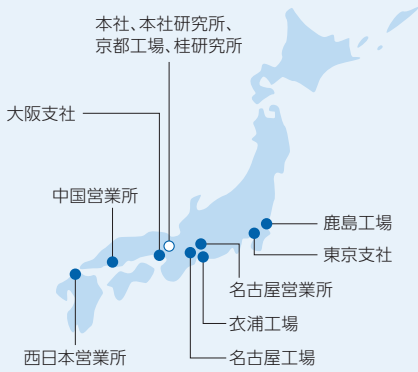 本社、本社研究所、
京都工場、桂研究所
大阪支社
中国営業所
鹿島工場
東京支社
名古屋営業所
衣浦工場
西日本営業所
名古屋工場